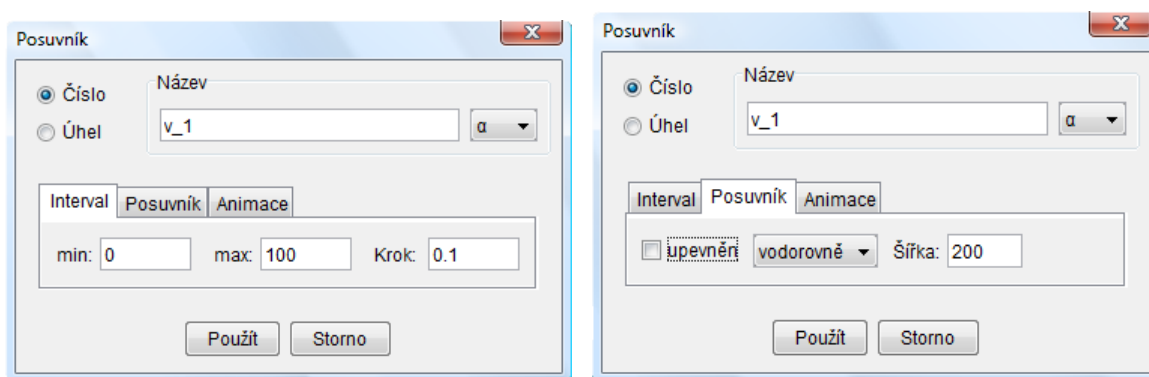 Posuvník
Číslo
Úhel
Název
v_1
α
Interval Posuvník Animace
min: 0 max: 100 Krok: 0.1
Použít Storno
Posuvník
Číslo
Úhel
Název
v_1
α
Interval Posuvník Animace
upevněn vodorovně Šířka: 200
Použít Storno